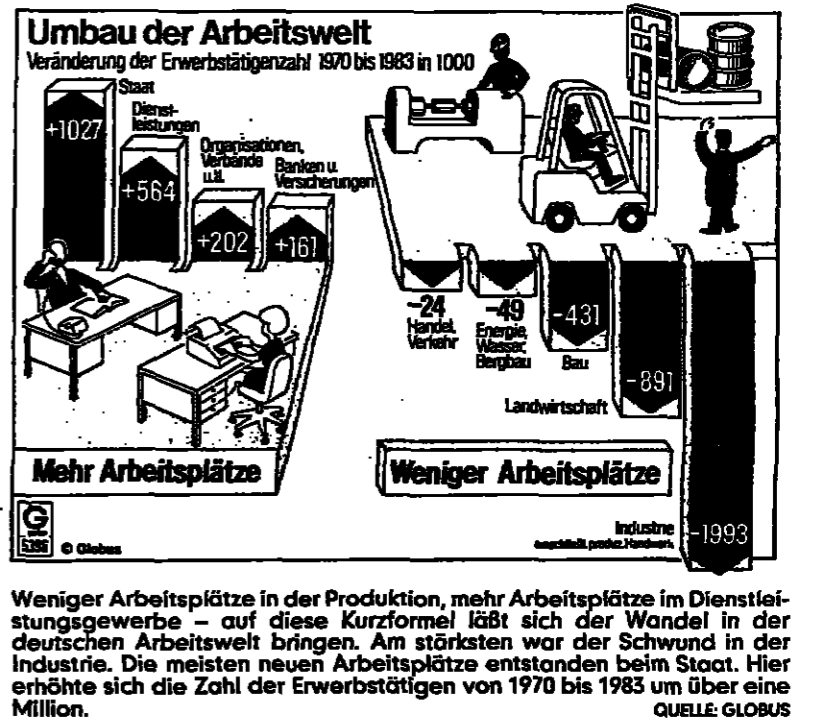 Umbau der Arbeitswelt
Veränderung der Erwerbstätigenzahl 1970 bis 1983 in 1000
Staat
+1027
Dienst-
leistungen
+564
Organisationen,
Verbände
u.ä.
+202
Banken u.
Versicherungen
+161
-24
Handel,
Verkehr
-49
Energie,
Wasser,
Bergbau
-431
Bau
-891
Landwirtschaft
Mehr Arbeitsplätze
Weniger Arbeitsplätze
Industrie
-1993
G
© Globus
Weniger Arbeitsplätze in der Produktion, mehr Arbeitsplätze im Dienstlei-
stungsgewerbe – auf diese Kurzformel läßt sich der Wandel in der
deutschen Arbeitswelt bringen. Am stärksten war der Schwund in der
Industrie. Die meisten neuen Arbeitsplätze entstanden beim Staat. Hier
erhöhte sich die Zahl der Erwerbstätigen von 1970 bis 1983 um über eine
Million.
QUELLE: GLOBUS